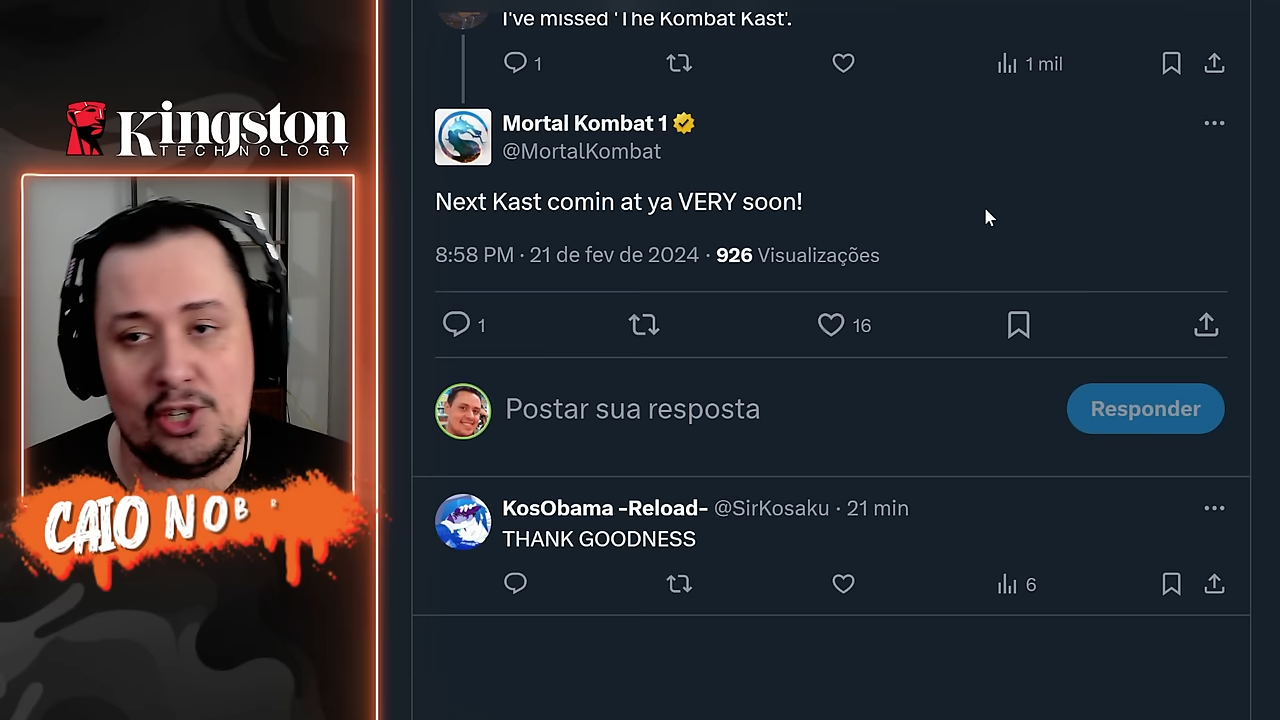 I've missed 'The Kombat Kast'.
1
1 mil
Kingston
TECHNOLOGY
Mortal Kombat 1
@MortalKombat
Next Kast comin at ya VERY soon!
8:58 PM · 21 de fev de 2024 · 926 Visualizações
1
16
Postar sua resposta
Responder
CAIO NOB
KosObama -Reload- @SirKosaku · 21 min
THANK GOODNESS
6